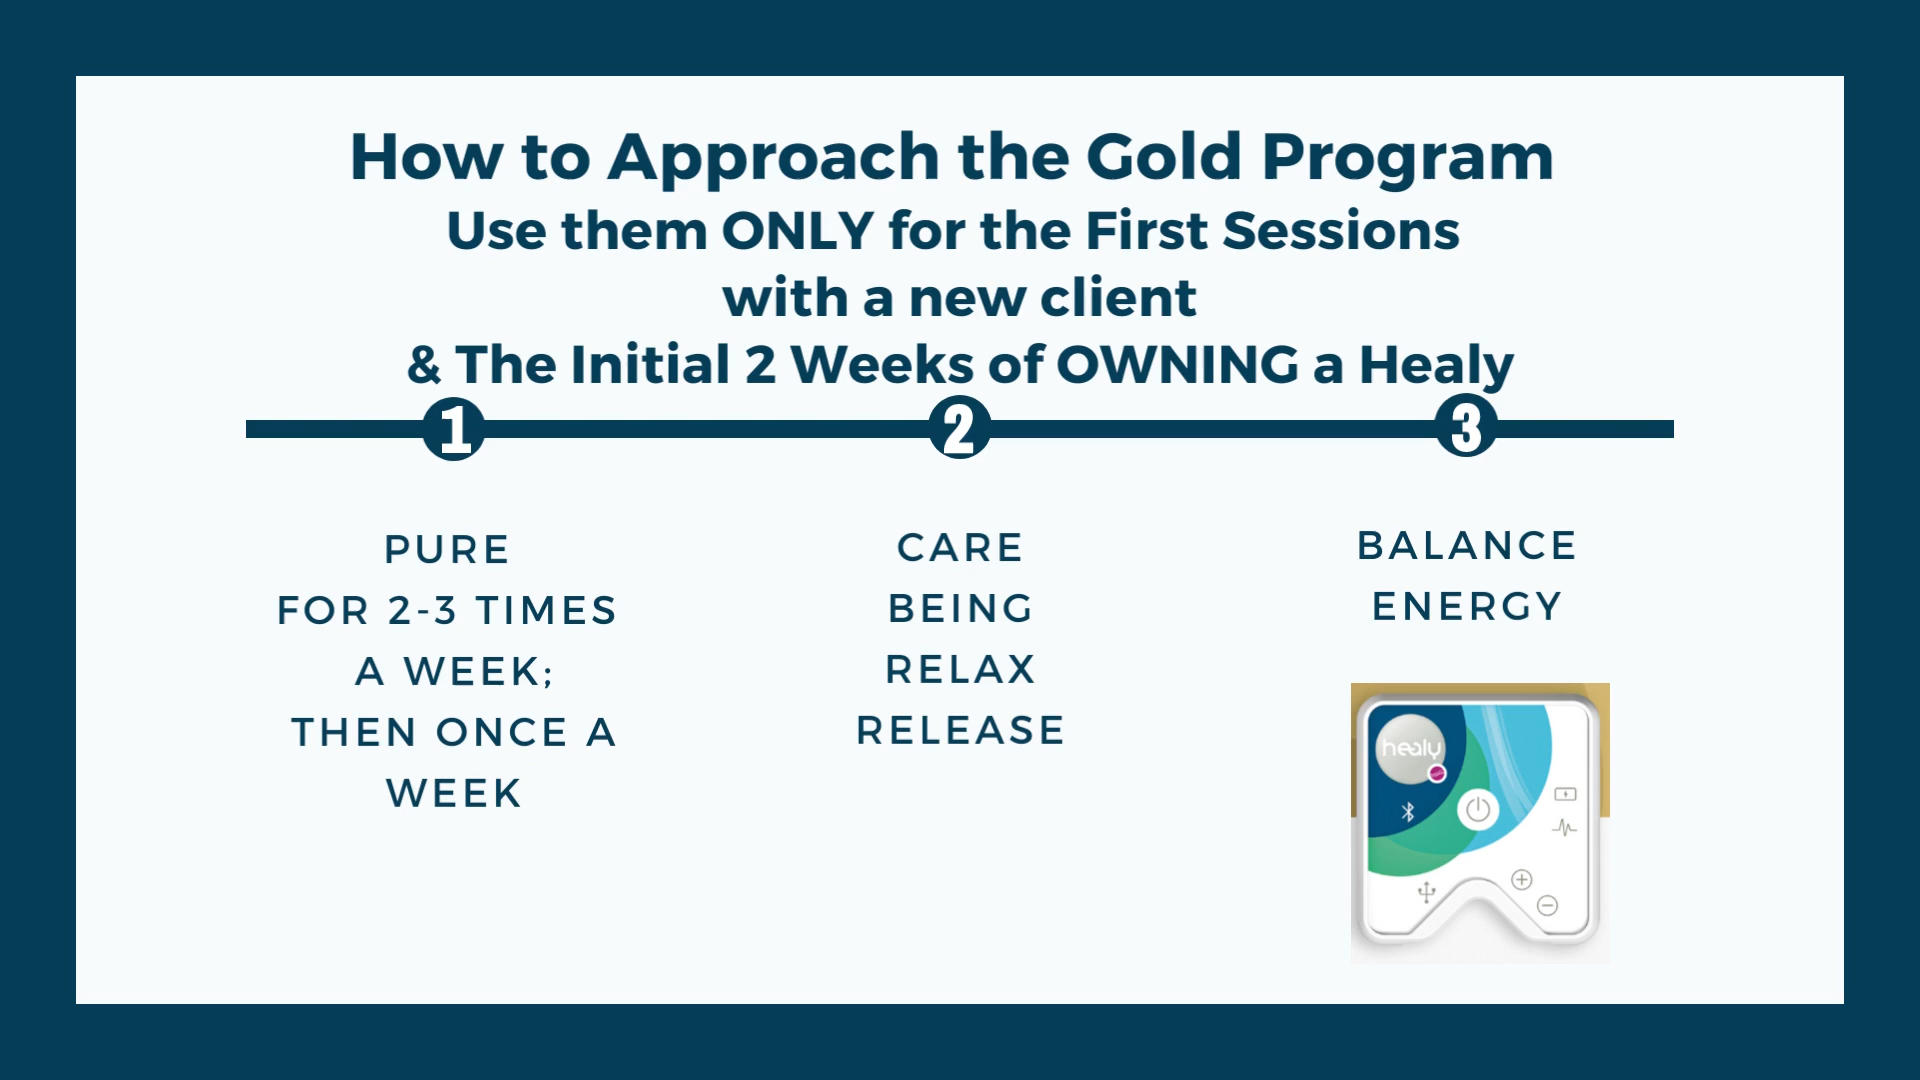 How to Approach the Gold Program
Use them ONLY for the First Sessions
with a new client
& The Initial 2 Weeks of OWNING a Healy
1
2
3
PURE
FOR 2-3 TIMES
A WEEK;
THEN ONCE A
WEEK
CARE
BEING
RELAX
RELEASE
BALANCE
ENERGY
healy